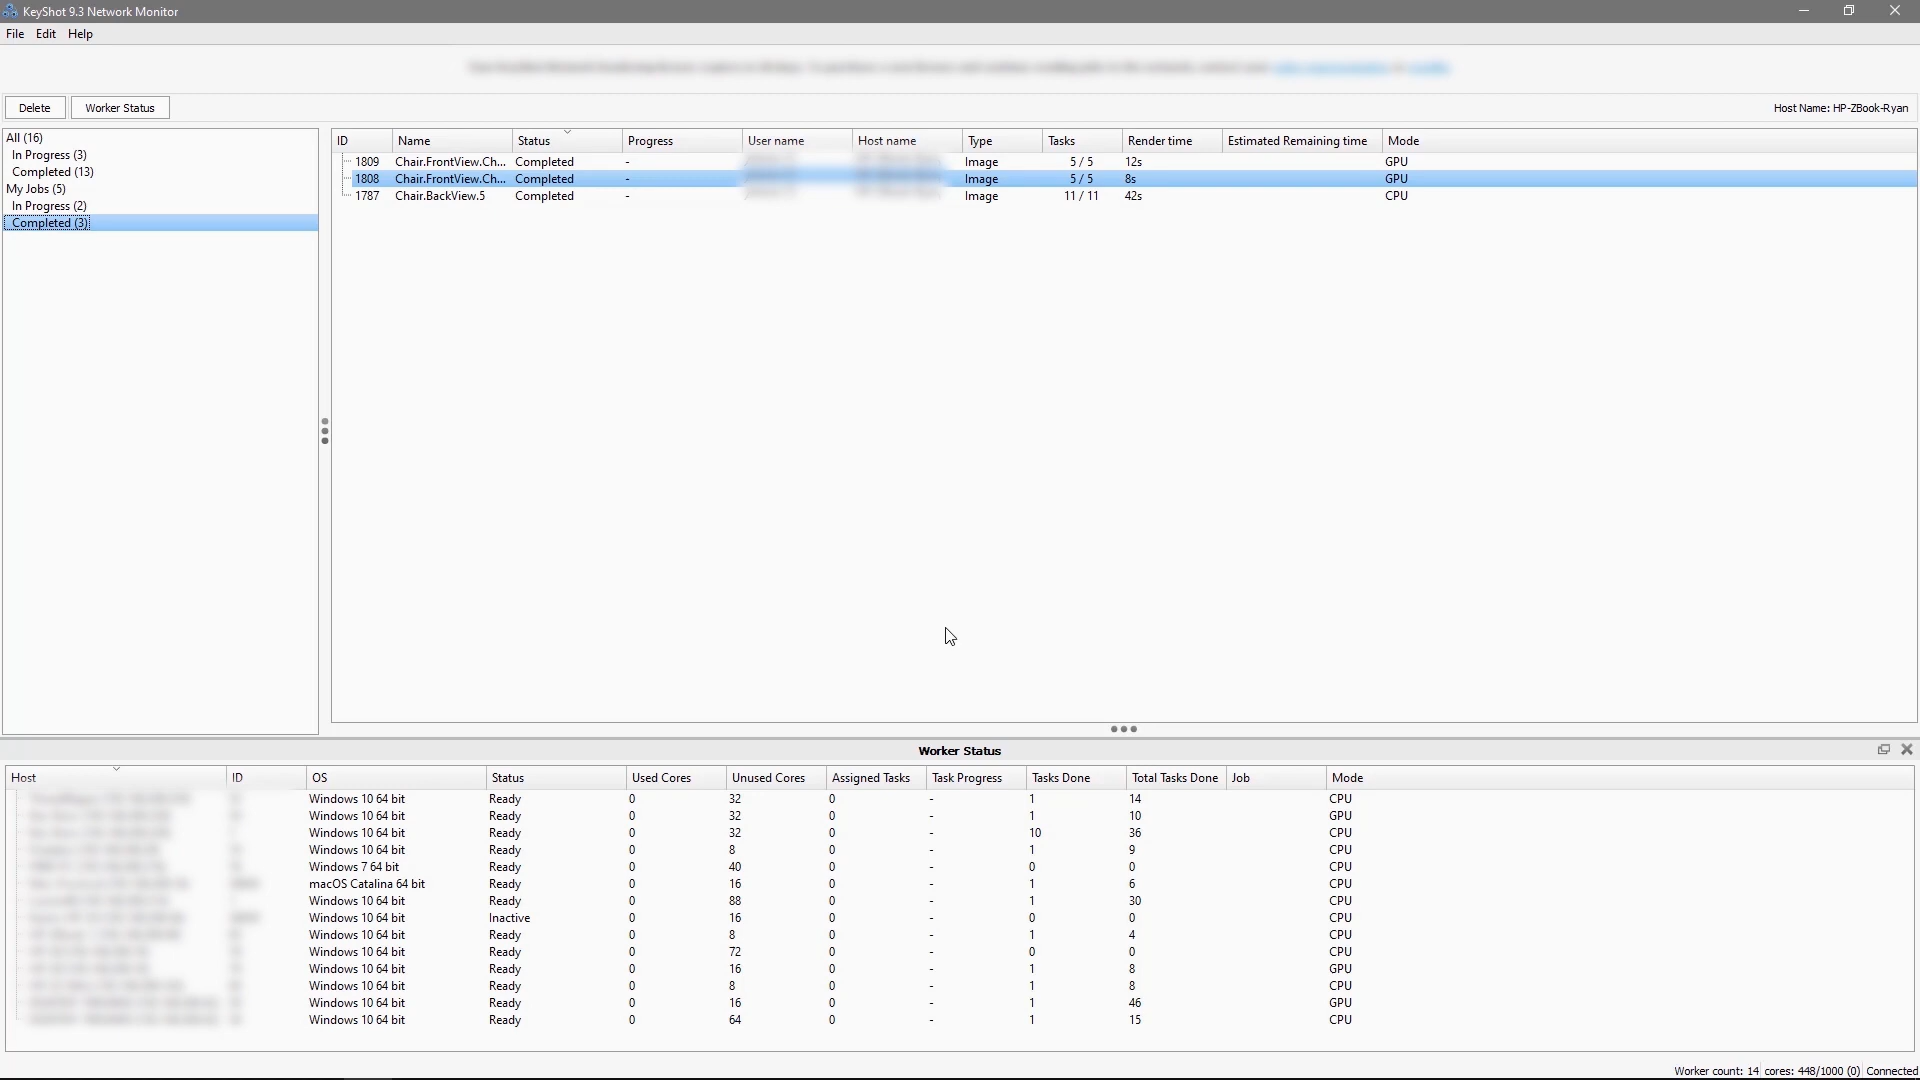 KeyShot 9.3 Network Monitor
File Edit Help
Delete Worker Status Host Name: HP-ZBook-Ryan
All (16)
In Progress (3)
Completed (13)
My Jobs (5)
In Progress (2)
Completed (3)
ID Name Status Progress User name Host name Type Tasks Render time Estimated Remaining time Mode
1809 Chair.FrontView.Ch... Completed - Image 5 / 5 12s GPU
1808 Chair.FrontView.Ch... Completed - Image 5 / 5 8s GPU
1787 Chair.BackView.5 Completed - Image 11 / 11 42s CPU
Worker Status
Host ID OS Status Used Cores Unused Cores Assigned Tasks Task Progress Tasks Done Total Tasks Done Job Mode
Windows 10 64 bit Ready 0 32 0 - 1 14 CPU
Windows 10 64 bit Ready 0 32 0 - 1 10 GPU
Windows 10 64 bit Ready 0 32 0 - 10 36 CPU
Windows 10 64 bit Ready 0 8 0 - 1 9 CPU
Windows 7 64 bit Ready 0 40 0 - 0 0 CPU
macOS Catalina 64 bit Ready 0 16 0 - 1 6 CPU
Windows 10 64 bit Ready 0 88 0 - 1 30 CPU
Windows 10 64 bit Inactive 0 16 0 - 0 0 CPU
Windows 10 64 bit Ready 0 8 0 - 1 4 CPU
Windows 10 64 bit Ready 0 72 0 - 0 0 CPU
Windows 10 64 bit Ready 0 16 0 - 1 8 GPU
Windows 10 64 bit Ready 0 8 0 - 1 8 CPU
Windows 10 64 bit Ready 0 16 0 - 1 46 GPU
Windows 10 64 bit Ready 0 64 0 - 1 15 CPU
Worker count: 14 cores: 448/1000 (0) Connected